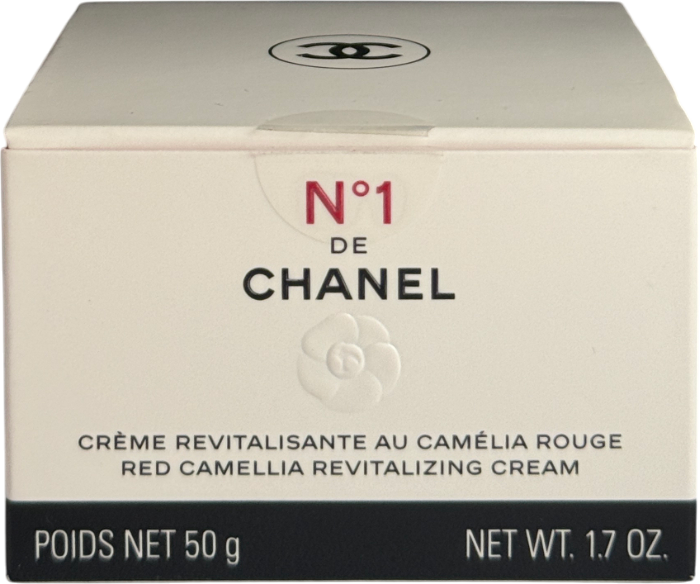 N°1
DE
CHANEL
CRÈME REVITALISANTE AU CAMÉLIA ROUGE
RED CAMELLIA REVITALIZING CREAM
POIDS NET 50 g NET WT. 1.7 OZ.